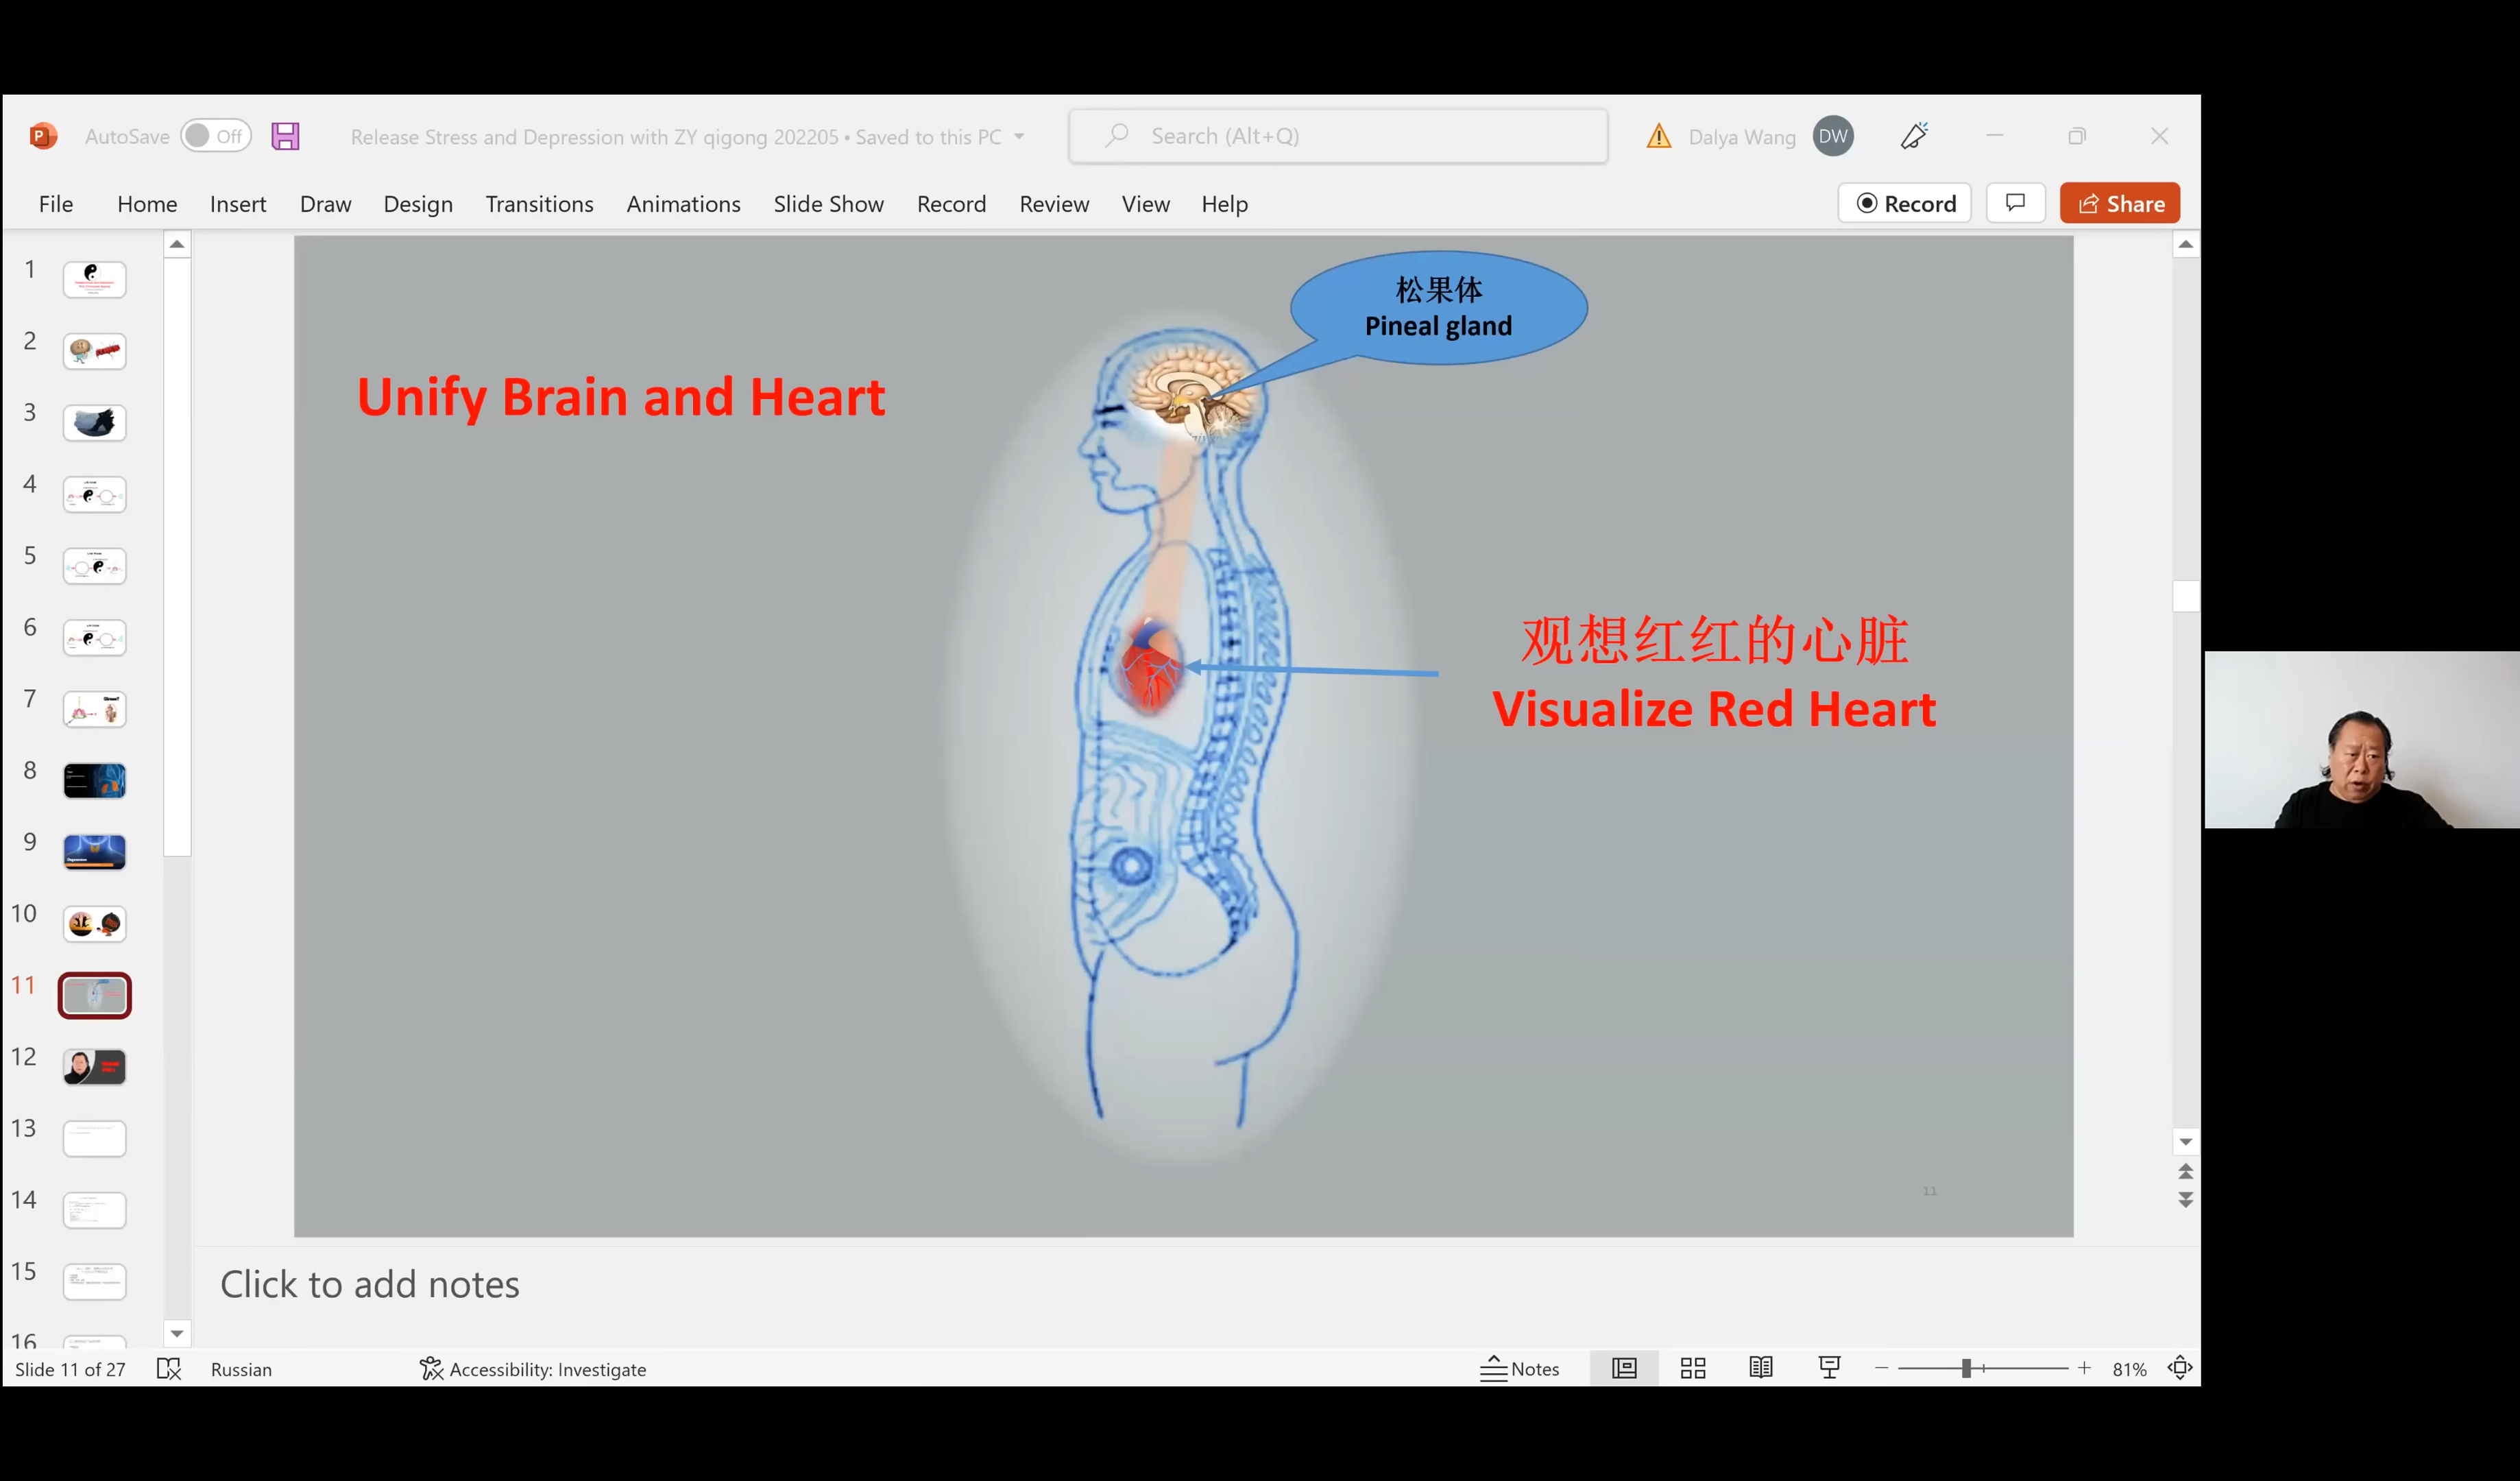 AutoSave
Off
Release Stress and Depression with ZY qigong 202205 • Saved to this PC
Search (Alt+Q)
Dalya Wang
DW
File
Home
Insert
Draw
Design
Transitions
Animations
Slide Show
Record
Review
View
Help
Record
Share
1
2
3
4
5
6
7
8
9
10
11
12
13
14
15
16
松果体
Pineal gland
Unify Brain and Heart
观想红红的心脏
Visualize Red Heart
11
Click to add notes
Slide 11 of 27
Russian
Accessibility: Investigate
Notes
81%